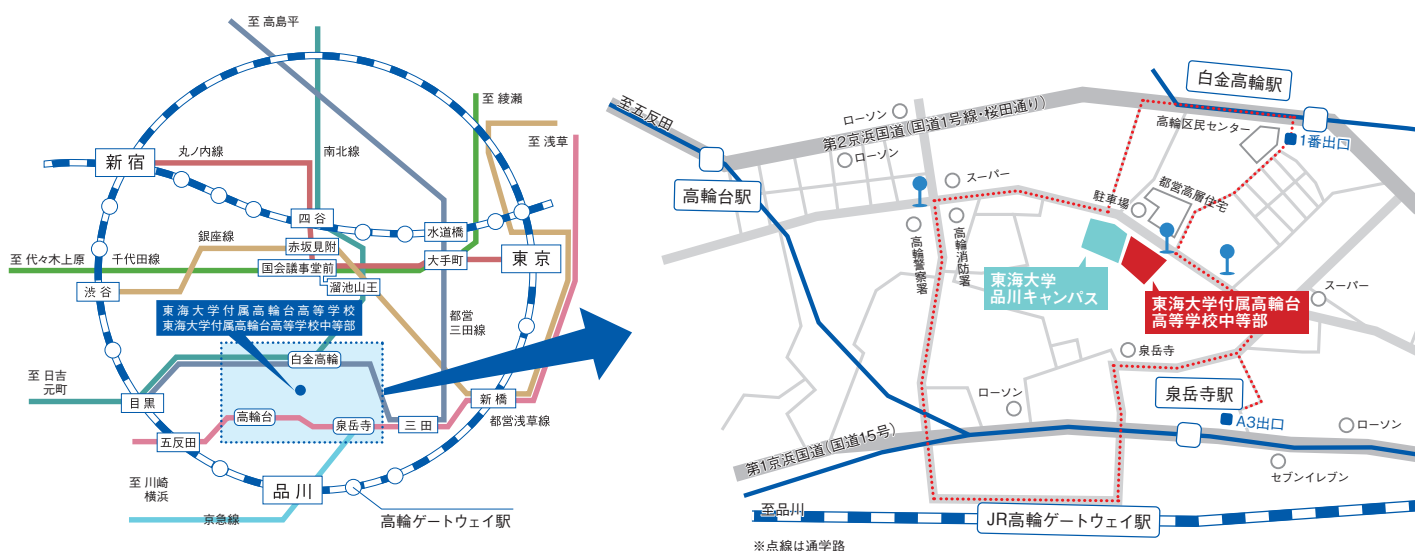 至 高島平
至 綾瀬
至 浅草
新宿
丸ノ内線
南北線
四谷
水道橋
銀座線
赤坂見附
至 代々木上原
千代田線
国会議事堂前
大手町
東京
溜池山王
渋谷
東海大学付属高輪台高等学校
東海大学付属高輪台高等学校中等部
都営
三田線
白金高輪
至 日吉
元町
目黒
高輪台
泉岳寺
三田
新橋
都営浅草線
五反田
至 川崎
横浜
品川
京急線
高輪ゲートウェイ駅
白金高輪駅
至五反田
第2京浜国道(国道1号線・桜田通り)
ローソン
ローソン
高輪区民センター
1番出口
高輪台駅
スーパー
駐車場
都営高層住宅
高輪警察署
高輪消防署
東海大学
品川キャンパス
東海大学付属高輪台
高等学校中等部
スーパー
泉岳寺
ローソン
泉岳寺駅
A3出口
ローソン
第1京浜国道(国道15号)
セブンイレブン
至品川
JR高輪ゲートウェイ駅
※点線は通学路